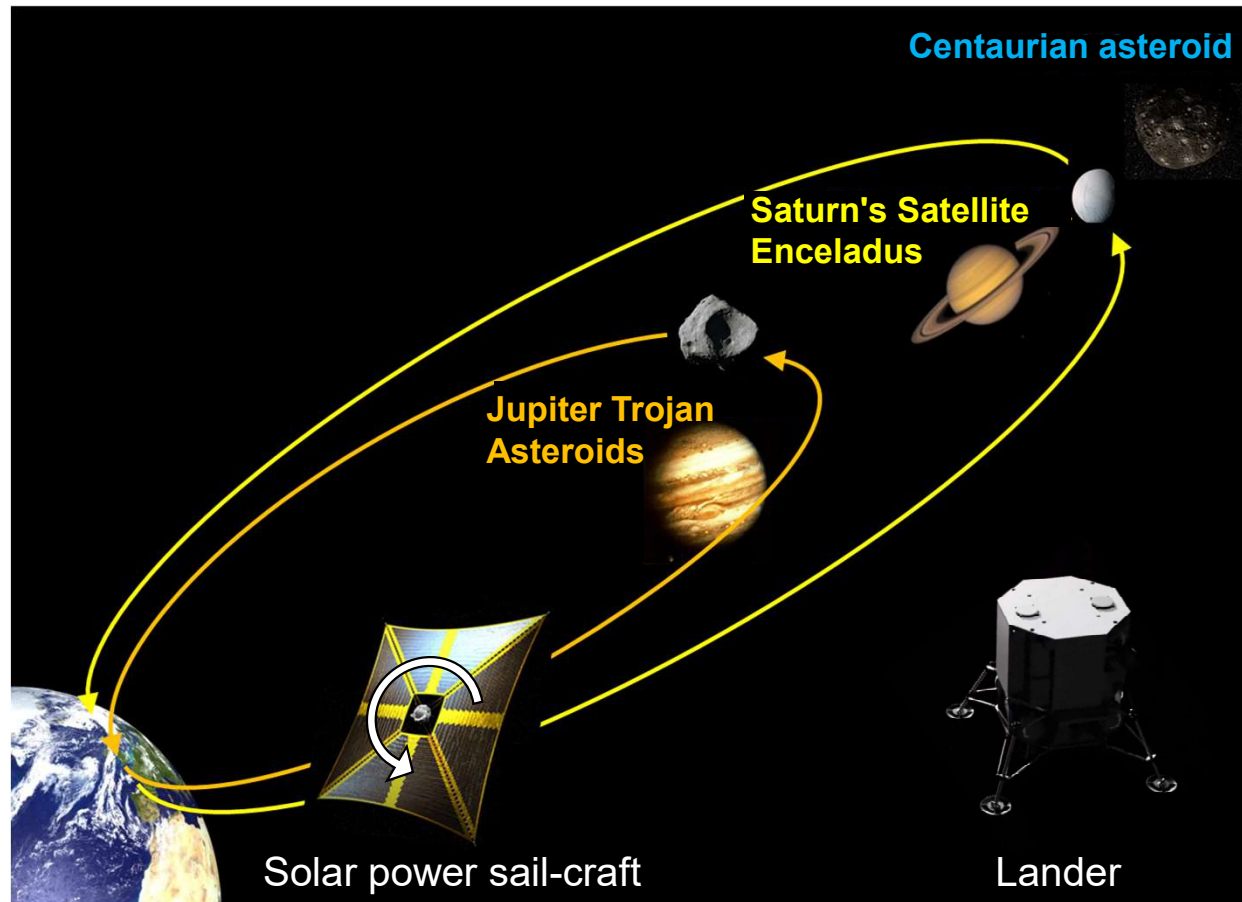 Centaurian asteroid
Saturn's Satellite
Enceladus
Jupiter Trojan
Asteroids
Solar power sail-craft
Lander